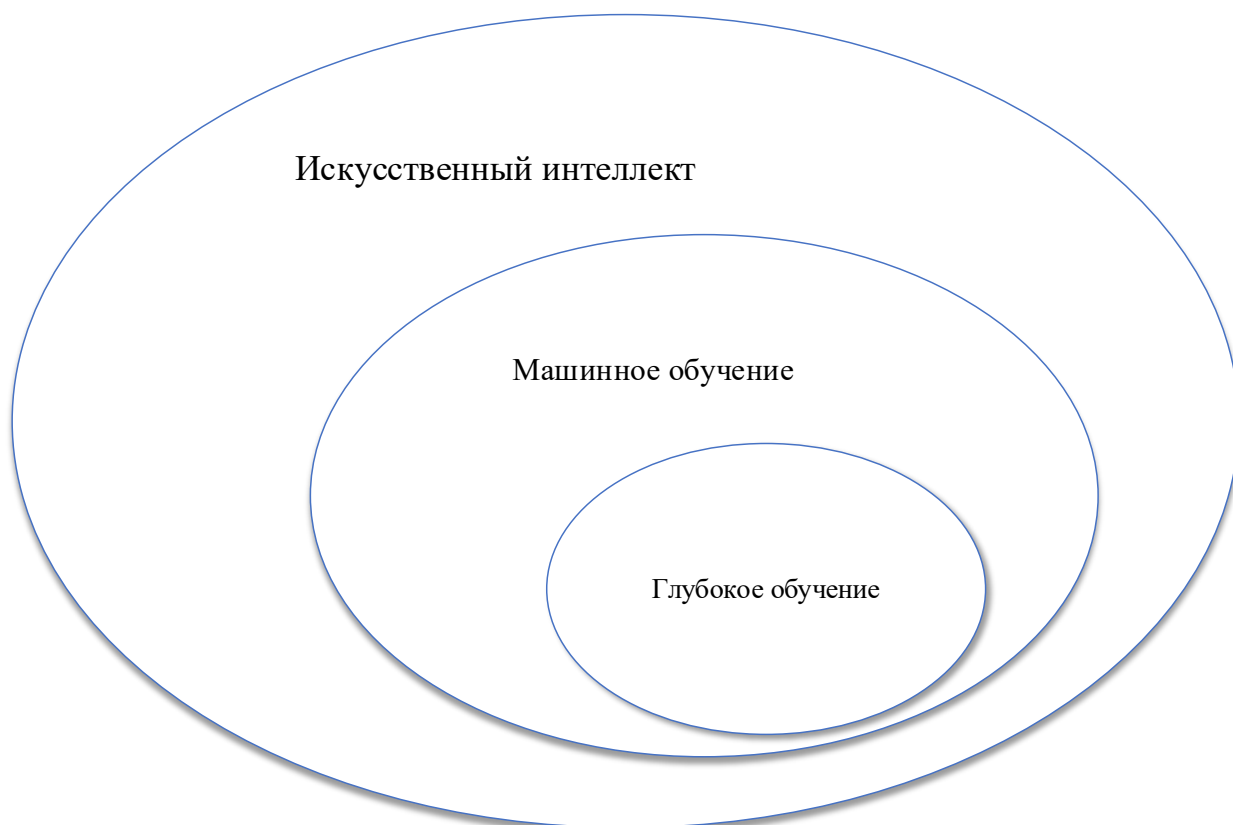 Искусственный интеллект
Машинное обучение
Глубокое обучение